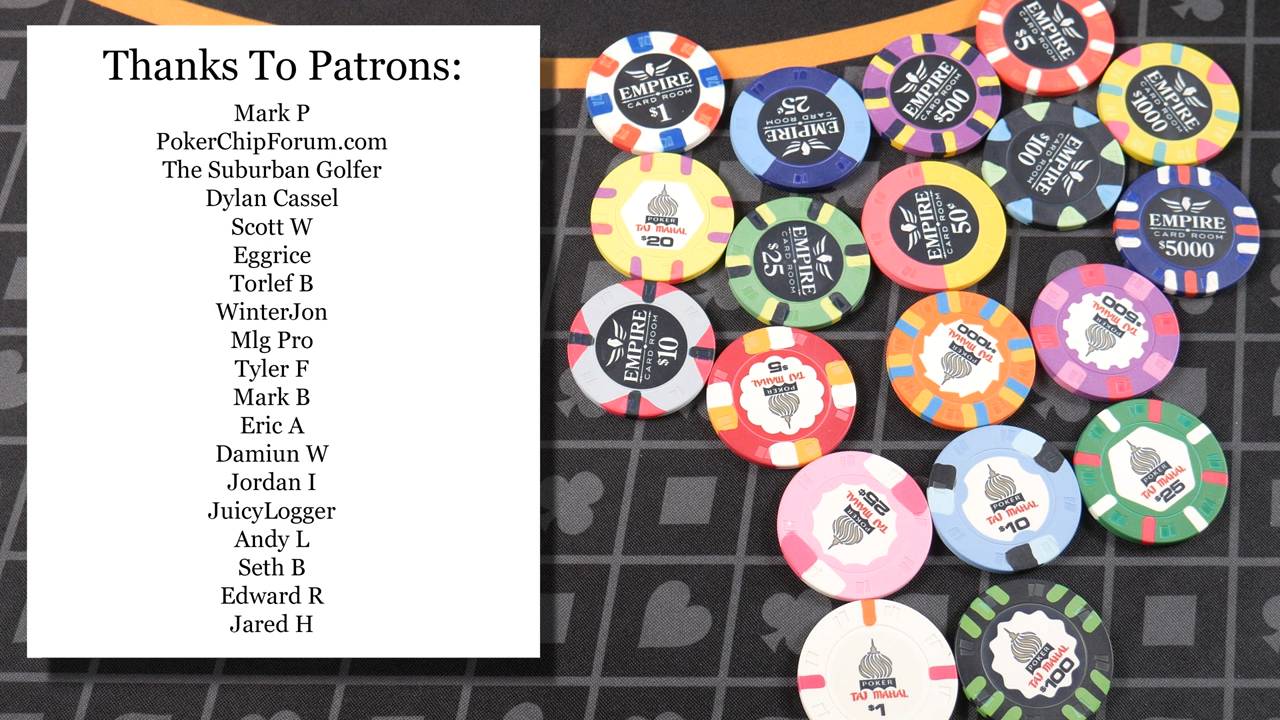 Thanks To Patrons:
Mark P
PokerChipForum.com
The Suburban Golfer
Dylan Cassel
Scott W
Eggrice
Torlef B
WinterJon
Mlg Pro
Tyler F
Mark B
Eric A
Damiun W
Jordan I
JuicyLogger
Andy L
Seth B
Edward R
Jared H
EMPIRE
CARD ROOM
$5
EMPIRE
CARD ROOM
$1
EMPIRE
CARD ROOM
25¢
EMPIRE
CARD ROOM
$500
EMPIRE
CARD ROOM
$1000
EMPIRE
CARD ROOM
$100
POKER
TAJ MAHAL
$20
EMPIRE
CARD ROOM
$25
EMPIRE
CARD ROOM
50¢
EMPIRE
CARD ROOM
$5000
EMPIRE
CARD ROOM
$10
POKER
TAJ MAHAL
$5
POKER
TAJ MAHAL
$1000
POKER
TAJ MAHAL
$500
POKER
TAJ MAHAL
25¢
POKER
TAJ MAHAL
$10
POKER
TAJ MAHAL
$25
POKER
TAJ MAHAL
$1
POKER
TAJ MAHAL
$100